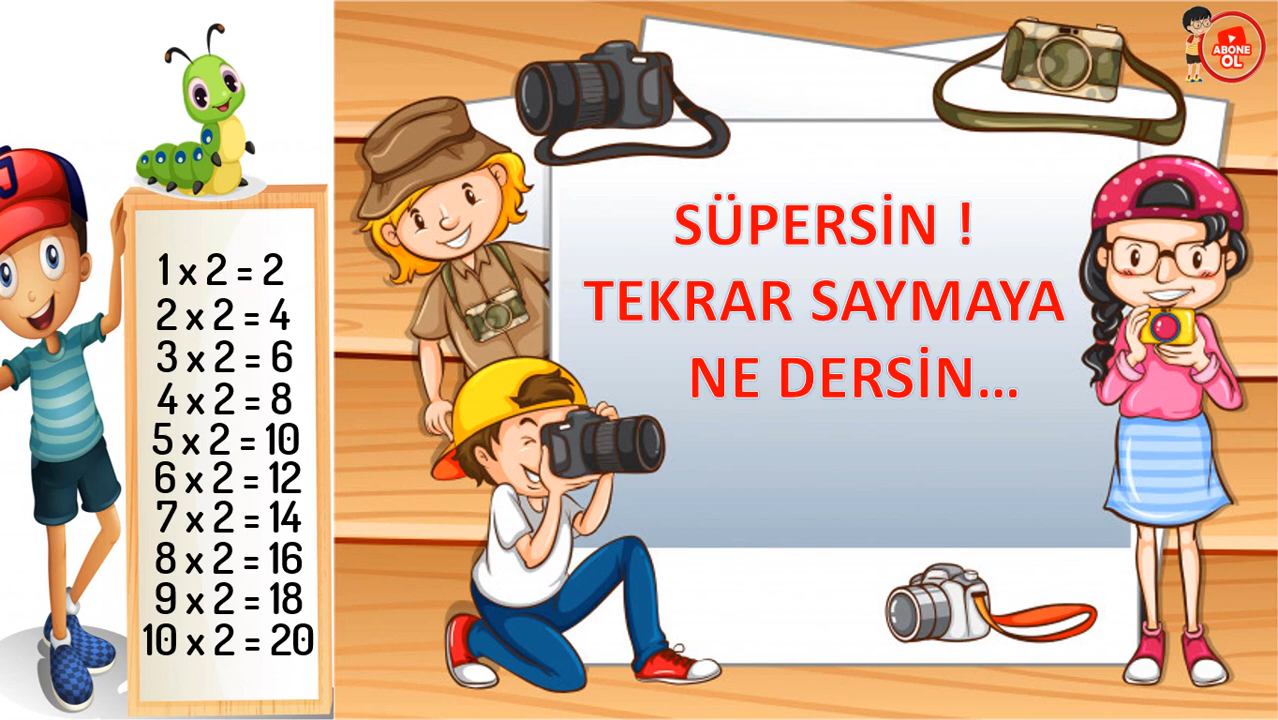 1 x 2 = 2
2 x 2 = 4
3 x 2 = 6
4 x 2 = 8
5 x 2 = 10
6 x 2 = 12
7 x 2 = 14
8 x 2 = 16
9 x 2 = 18
10 x 2 = 20
ABONE
OL
SÜPERSİN !
TEKRAR SAYMAYA
NE DERSİN...